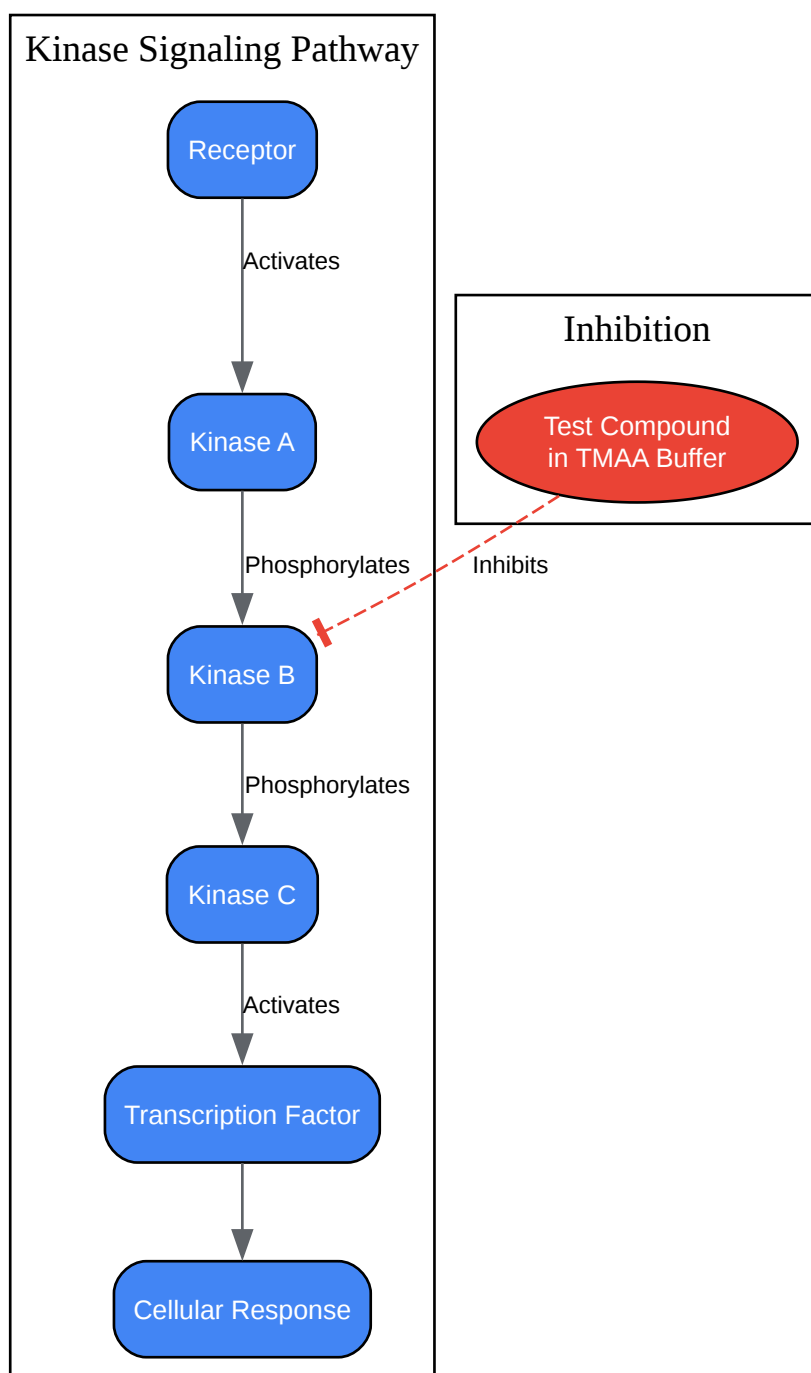 Kinase Signaling Pathway
Receptor
Activates
Inhibition
Test Compound
in TMAA Buffer
Kinase A
Phosphorylates
Inhibits
Kinase B
Phosphorylates
Kinase C
Activates
Transcription Factor
Cellular Response